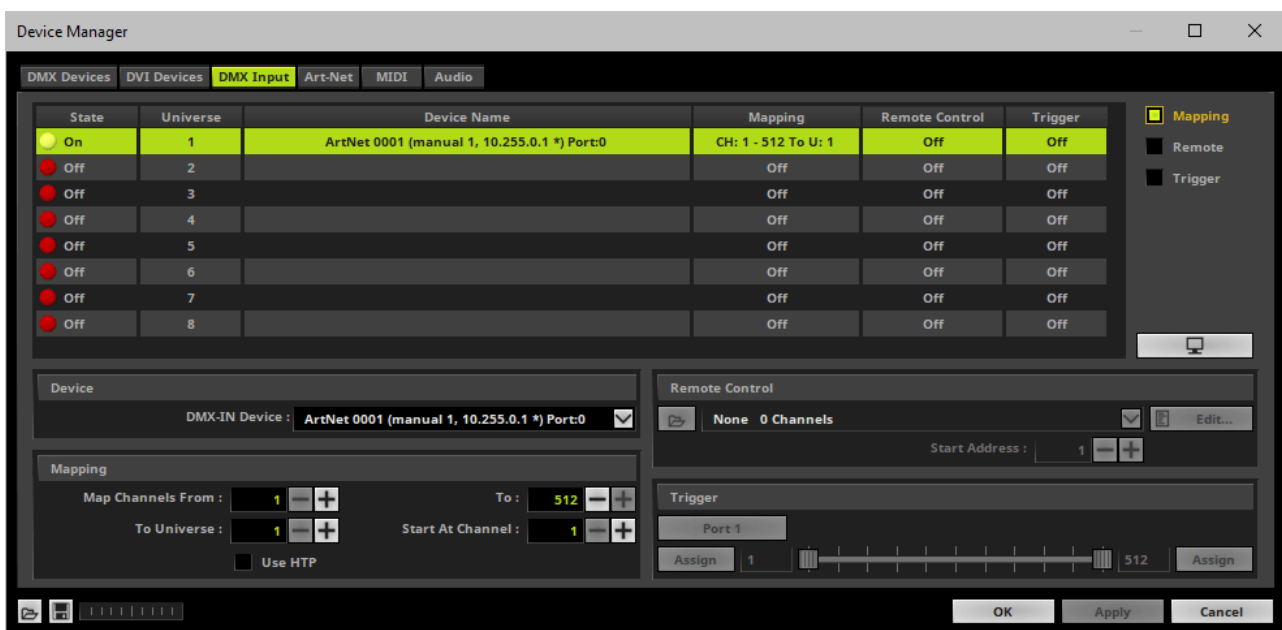 Device Manager
DMX Devices DVI Devices DMX Input Art-Net MIDI Audio
State Universe Device Name Mapping Remote Control Trigger
On 1 ArtNet 0001 (manual 1, 10.255.0.1 *) Port:0 CH: 1 - 512 To U: 1 Off Off
Off 2 Off Off Off
Off 3 Off Off Off
Off 4 Off Off Off
Off 5 Off Off Off
Off 6 Off Off Off
Off 7 Off Off Off
Off 8 Off Off Off
Mapping
Remote
Trigger
Device
DMX-IN Device : ArtNet 0001 (manual 1, 10.255.0.1 *) Port:0
Mapping
Map Channels From : 1 To : 512
To Universe : 1 Start At Channel : 1
Use HTP
Remote Control
None 0 Channels Edit...
Start Address : 1
Trigger
Port 1
Assign 1 512 Assign
OK Apply Cancel